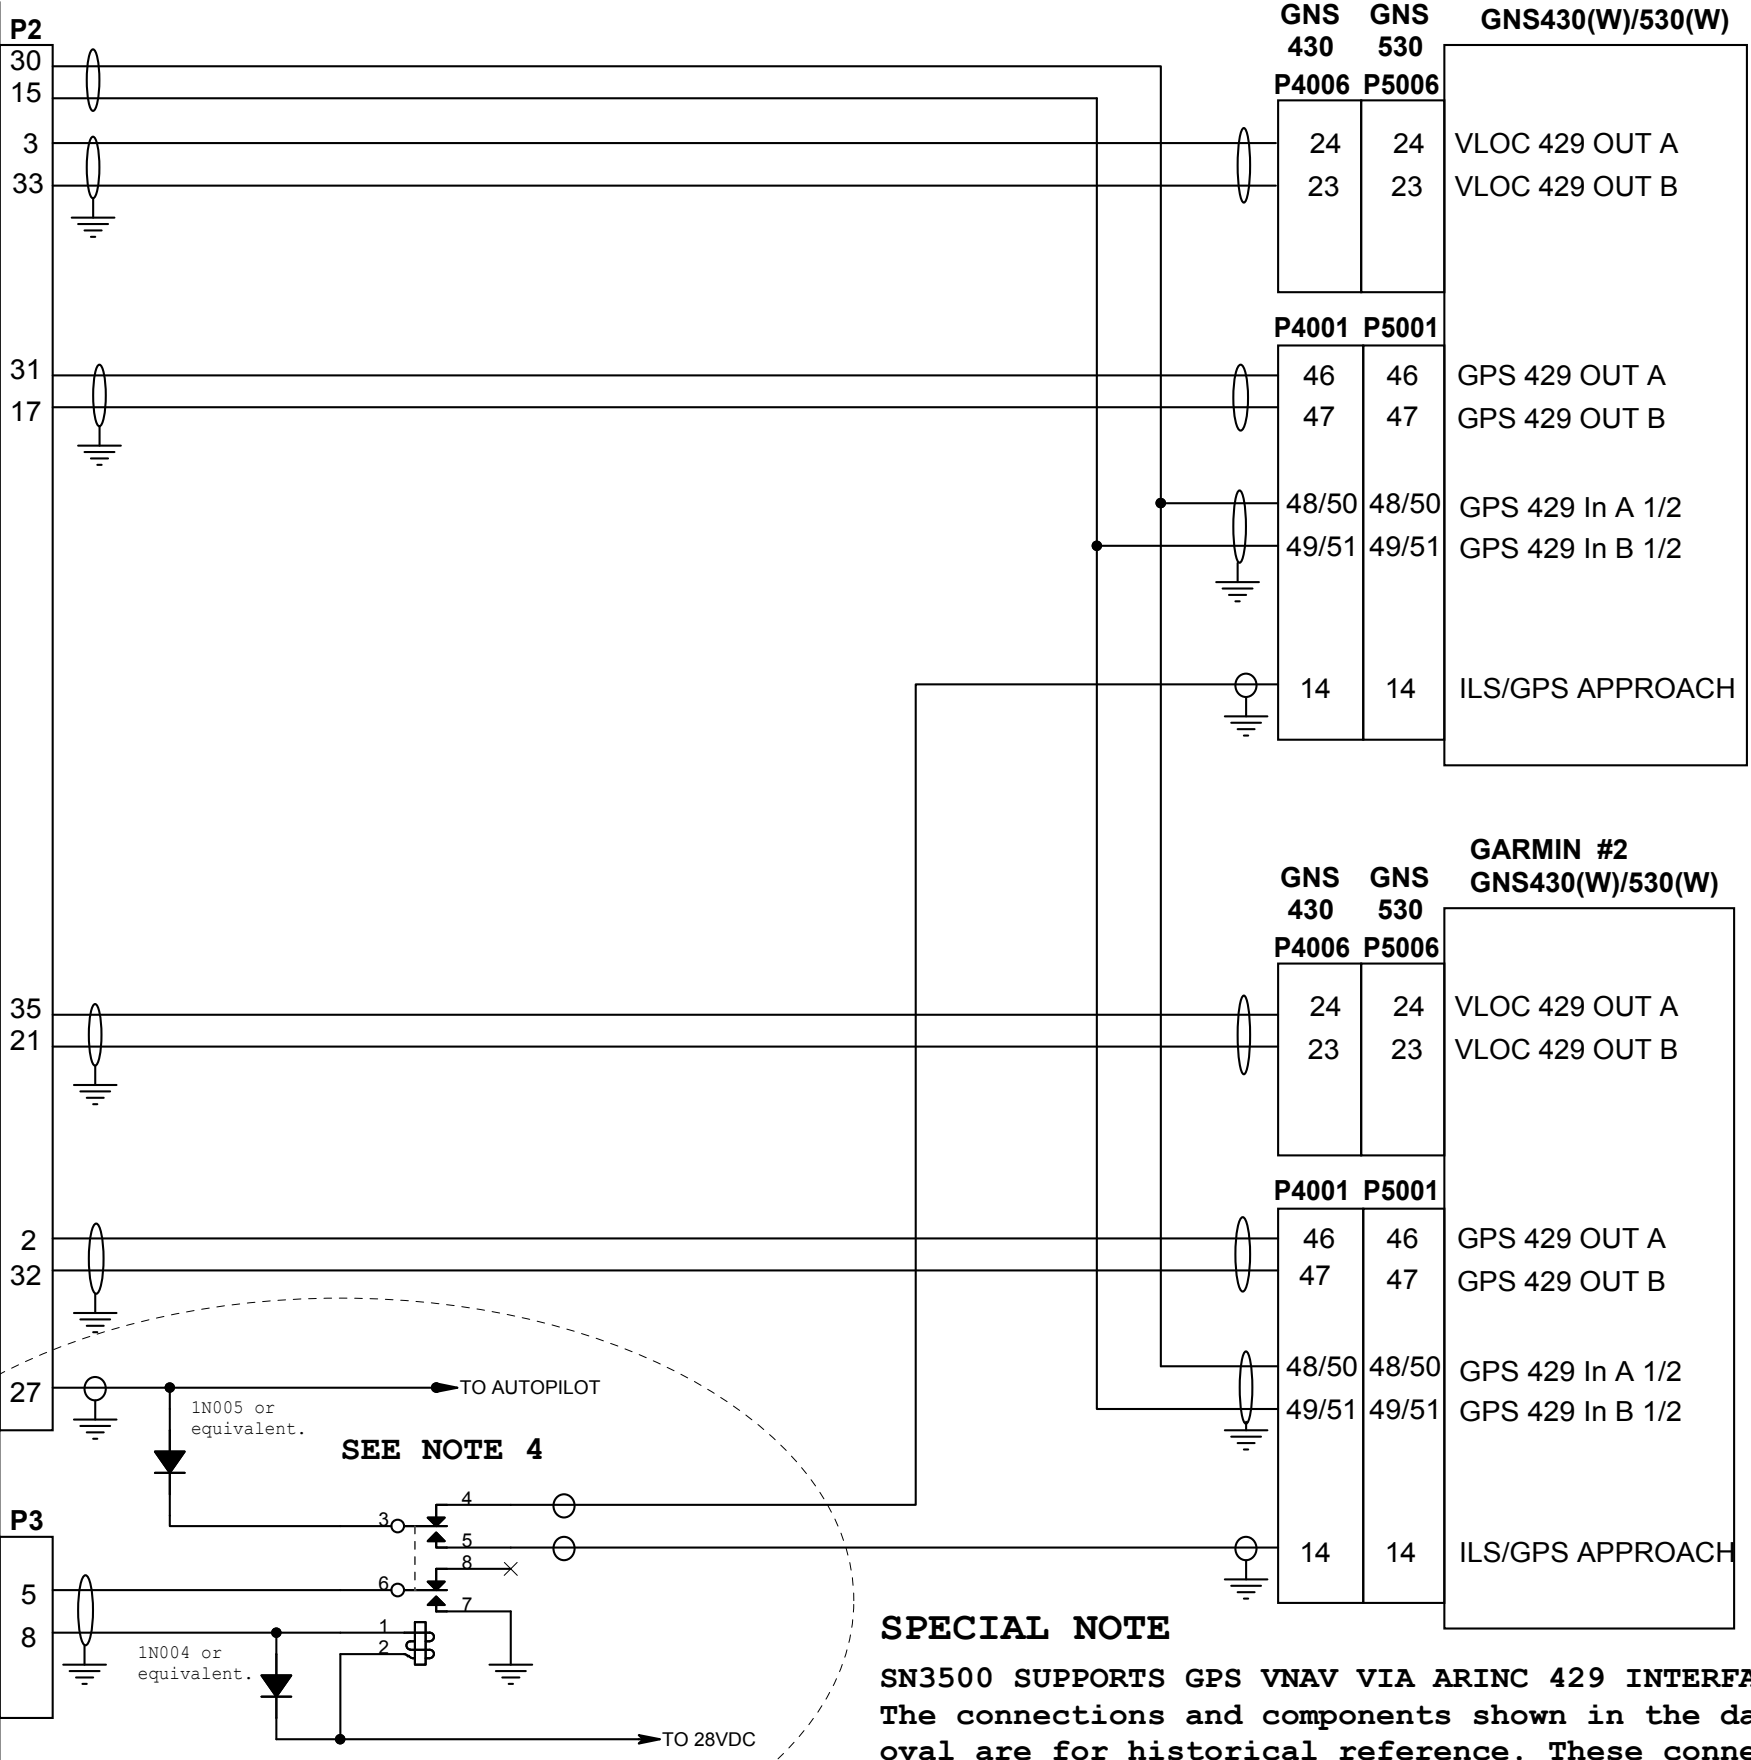 P2
30
15
3
33
31
17
35
21
2
32
27
GNS GNS
430 530
P4006 P5006
GNS430(W)/530(W)
24 24 VLOC 429 OUT A
23 23 VLOC 429 OUT B
P4001 P5001
46 46 GPS 429 OUT A
47 47 GPS 429 OUT B
48/50 48/50 GPS 429 In A 1/2
49/51 49/51 GPS 429 In B 1/2
14 14 ILS/GPS APPROACH
GARMIN #2
GNS430(W)/530(W)
GNS GNS
430 530
P4006 P5006
24 24 VLOC 429 OUT A
23 23 VLOC 429 OUT B
P4001 P5001
46 46 GPS 429 OUT A
47 47 GPS 429 OUT B
48/50 48/50 GPS 429 In A 1/2
49/51 49/51 GPS 429 In B 1/2
14 14 ILS/GPS APPROACH
TO AUTOPILOT
1N005 or
equivalent.
SEE NOTE 4
P3
5
8
3
4
5
8
6
7
1
2
1N004 or
equivalent.
TO 28VDC
SPECIAL NOTE
SN3500 SUPPORTS GPS VNAV VIA ARINC 429
The connections and components shown in the
oval are for historical reference. These